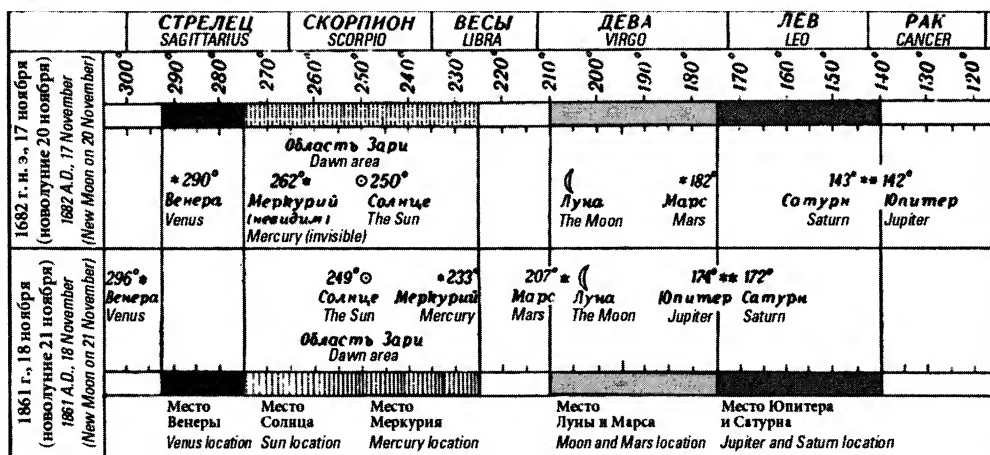 СТРЕЛЕЦ
SAGITTARIUS
СКОРПИОН
SCORPIO
ВЕСЫ
LIBRA
ДЕВА
VIRGO
ЛЕВ
LEO
РАК
CANCER
300° 290° 280° 270° 260° 250° 240° 230° 220° 210° 200° 190° 180° 170° 160° 150° 140° 130° 120°
1682 г. н. э., 17 ноября
(новолуние 20 ноября)
1682 A.D., 17 November
(New Moon on 20 November)
Область Зари
Dawn area
*290°
Венера
Venus
262°*
Меркурий
(невидим)
Mercury (invisible)
⊙250°
Солнце
The Sun
☾
Луна
The Moon
*182°
Марс
Mars
143°** 142°
Сатурн Юпитер
Saturn Jupiter
1861 г., 18 ноября
(новолуние 21 ноября)
1861 A.D., 18 November
(New Moon on 21 November)
296°*
Венера
Venus
249°⊙
Солнце
The Sun
*233°
Меркурий
Mercury
207°*
Марс
Mars
☾
Луна
The Moon
174°** 172°
Юпитер Сатурн
Jupiter Saturn
Область Зари
Dawn area
Место
Венеры
Venus location
Место
Солнца
Sun location
Место
Меркурия
Mercury location
Место
Луны и Марса
Moon and Mars location
Место Юпитера
и Сатурна
Jupiter and Saturn location